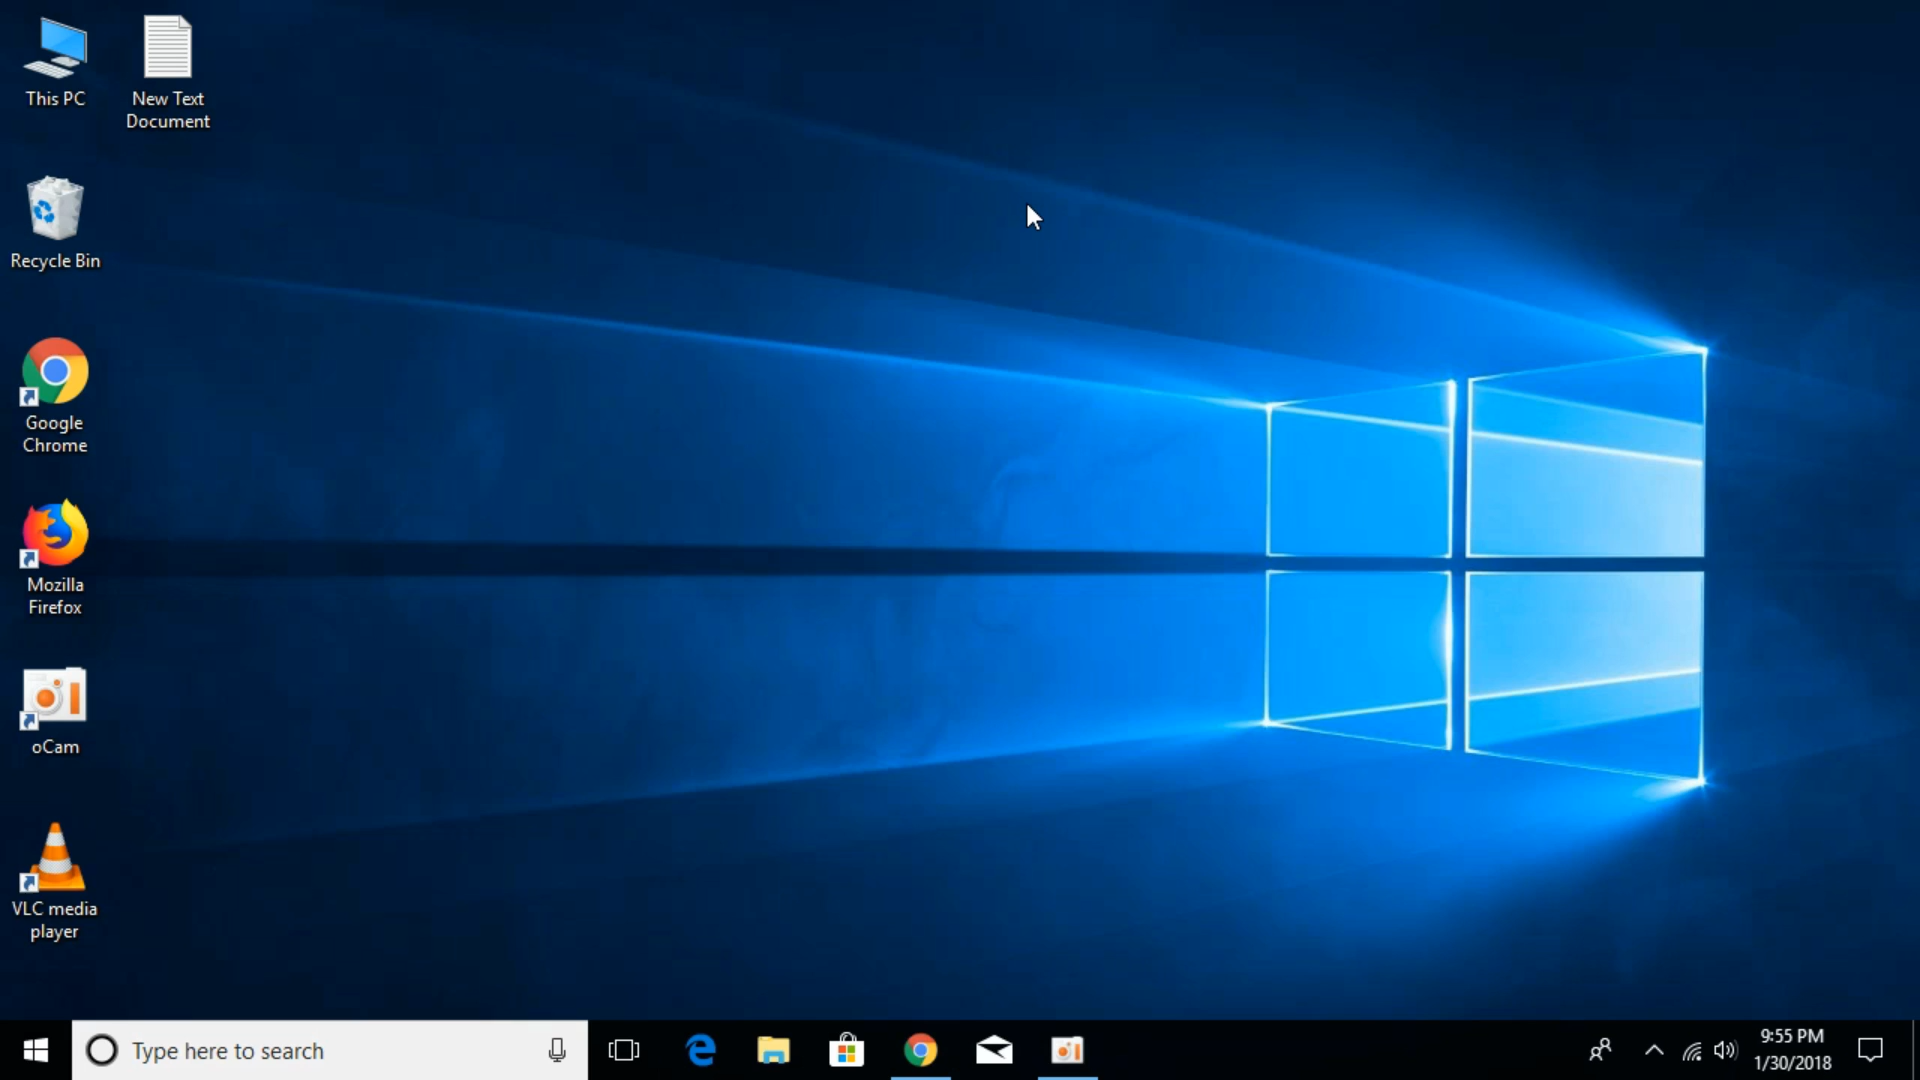 This PC
New Text
Document
Recycle Bin
Google
Chrome
Mozilla
Firefox
oCam
VLC media
player
Type here to search
9:55 PM
1/30/2018